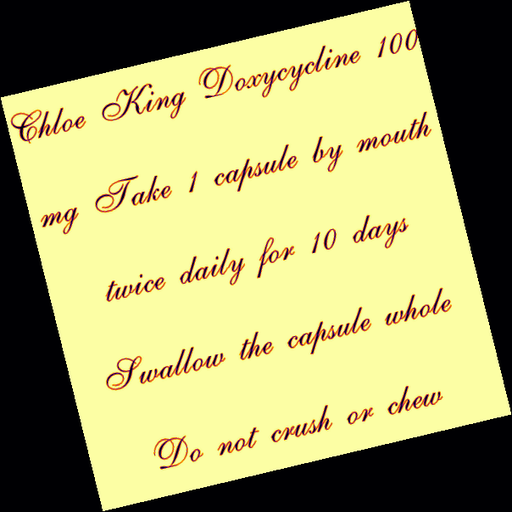 Chloe King Doxycycline 100
mg Take 1 capsule by mouth
twice daily for 10 days
Swallow the capsule whole
Do not crush or chew